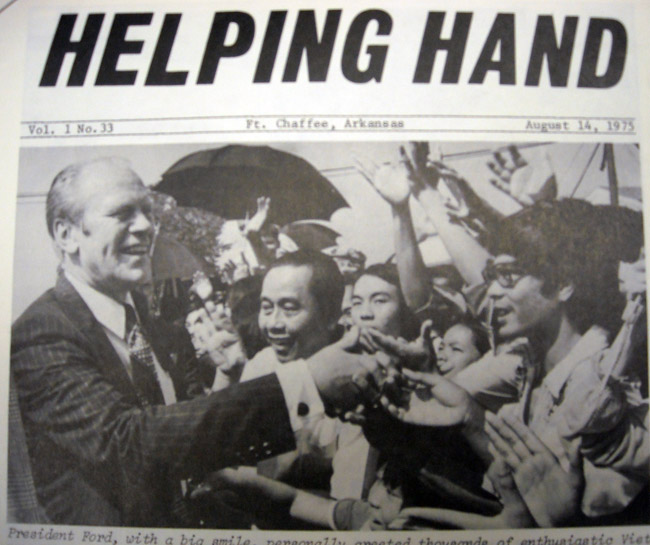 HELPING HAND
Vol. 1 No. 33 Ft. Chaffee, Arkansas August 14, 1975
President Ford, with a big smile, personally greeted thousands of enthusiastic Viet